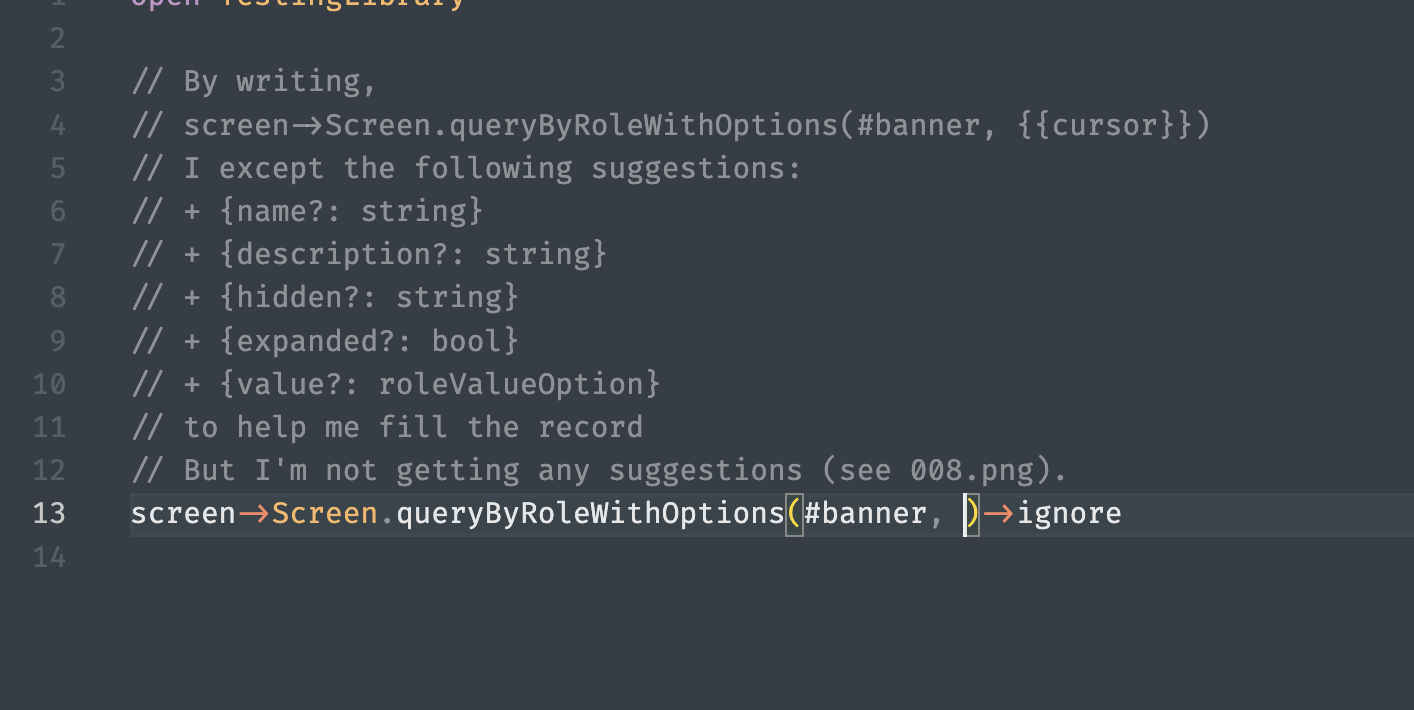 1 open TestingLibrary
2
3 // By writing,
4 // screen->Screen.queryByRoleWithOptions(#banner, {{cursor}})
5 // I except the following suggestions:
6 // + {name?: string}
7 // + {description?: string}
8 // + {hidden?: string}
9 // + {expanded?: bool}
10 // + {value?: roleValueOption}
11 // to help me fill the record
12 // But I'm not getting any suggestions (see 008.png).
13 screen->Screen.queryByRoleWithOptions(#banner, )->ignore
14